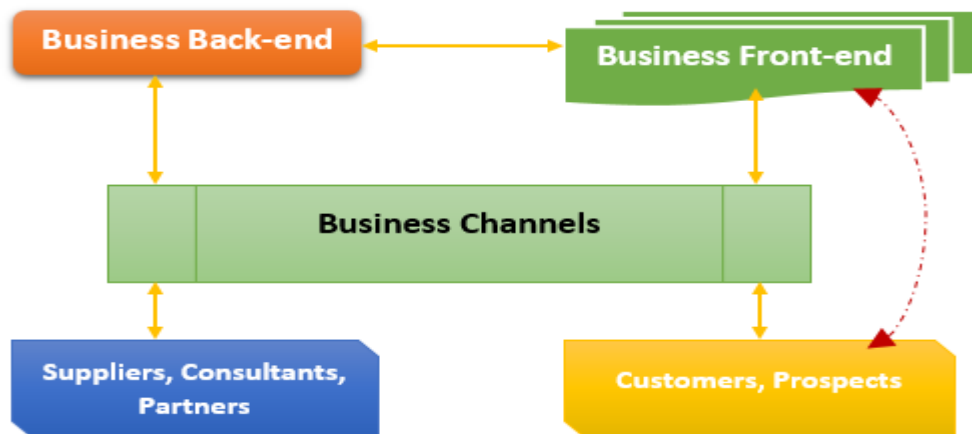 Business Back-end
Business Front-end
Business Channels
Suppliers, Consultants,
Partners
Customers, Prospects